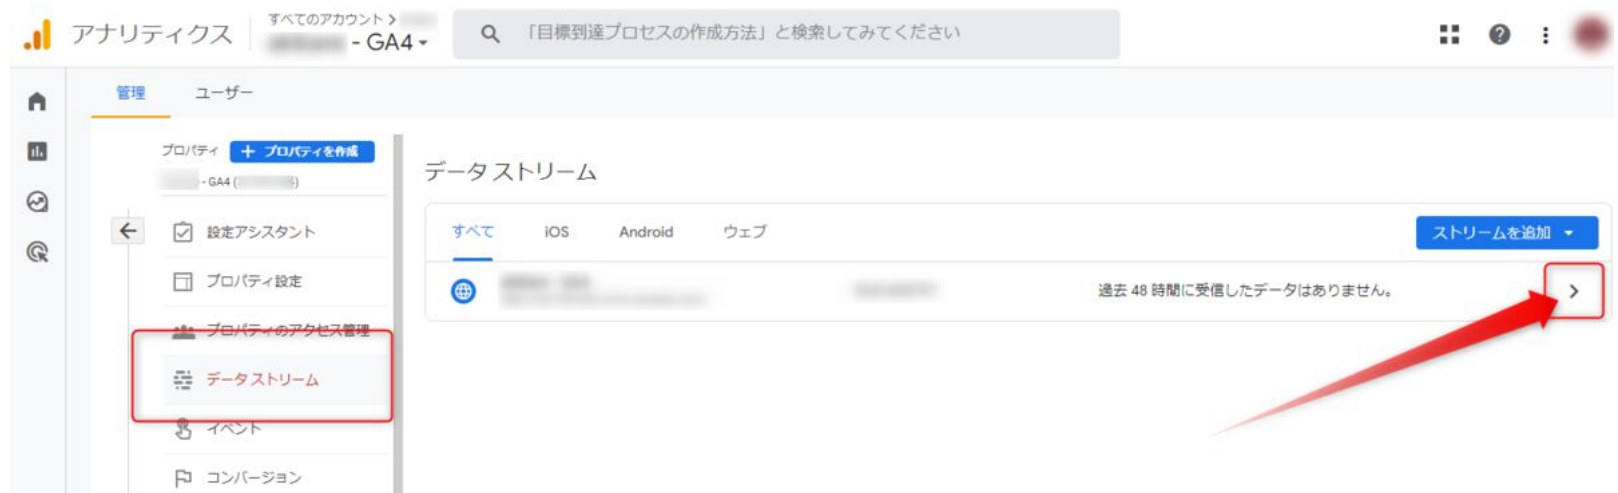 アナリティクス
すべてのアカウント >
- GA4
「目標到達プロセスの作成方法」と検索してみてください
管理
ユーザー
プロパティ
+ プロパティを作成
- GA4 ( )
設定アシスタント
プロパティ設定
プロパティのアクセス管理
データ ストリーム
イベント
コンバージョン
データ ストリーム
すべて
iOS
Android
ウェブ
ストリームを追加
過去 48 時間に受信したデータはありません。